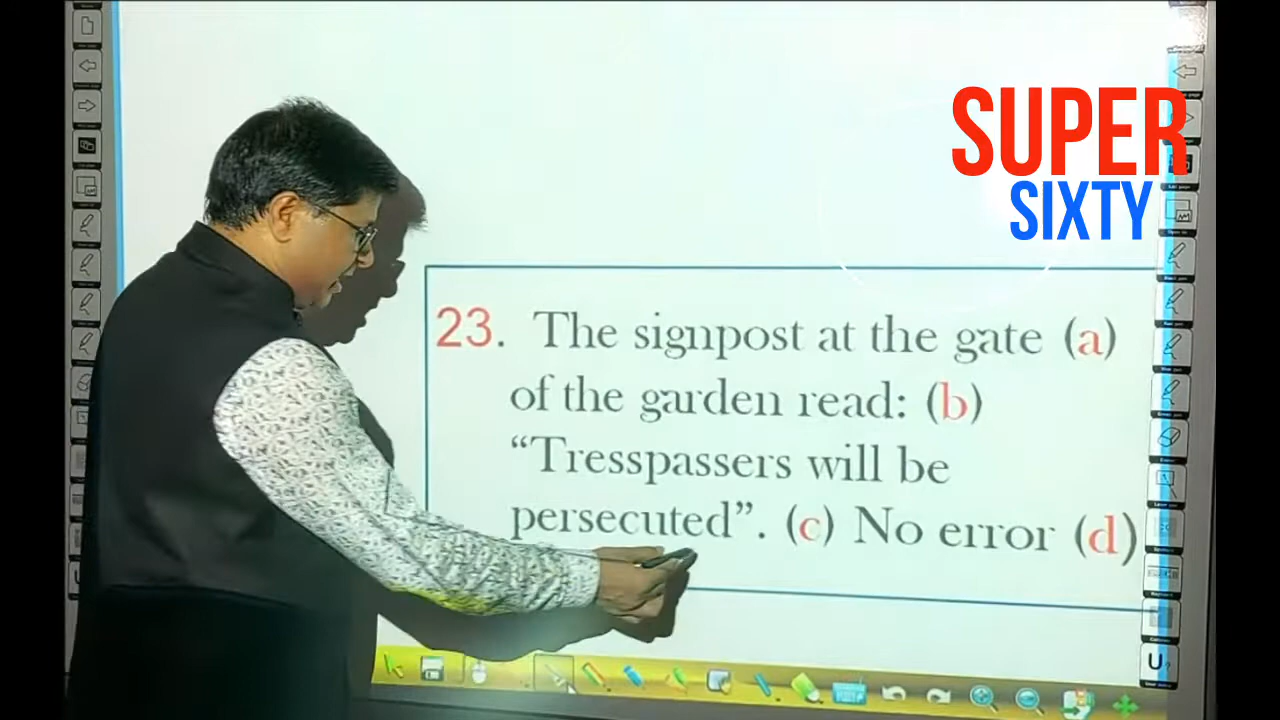 SUPER
SIXTY
23. The signpost at the gate (a)
of the garden read: (b)
“Tresspassers will be
persecuted”. (c) No error (d)